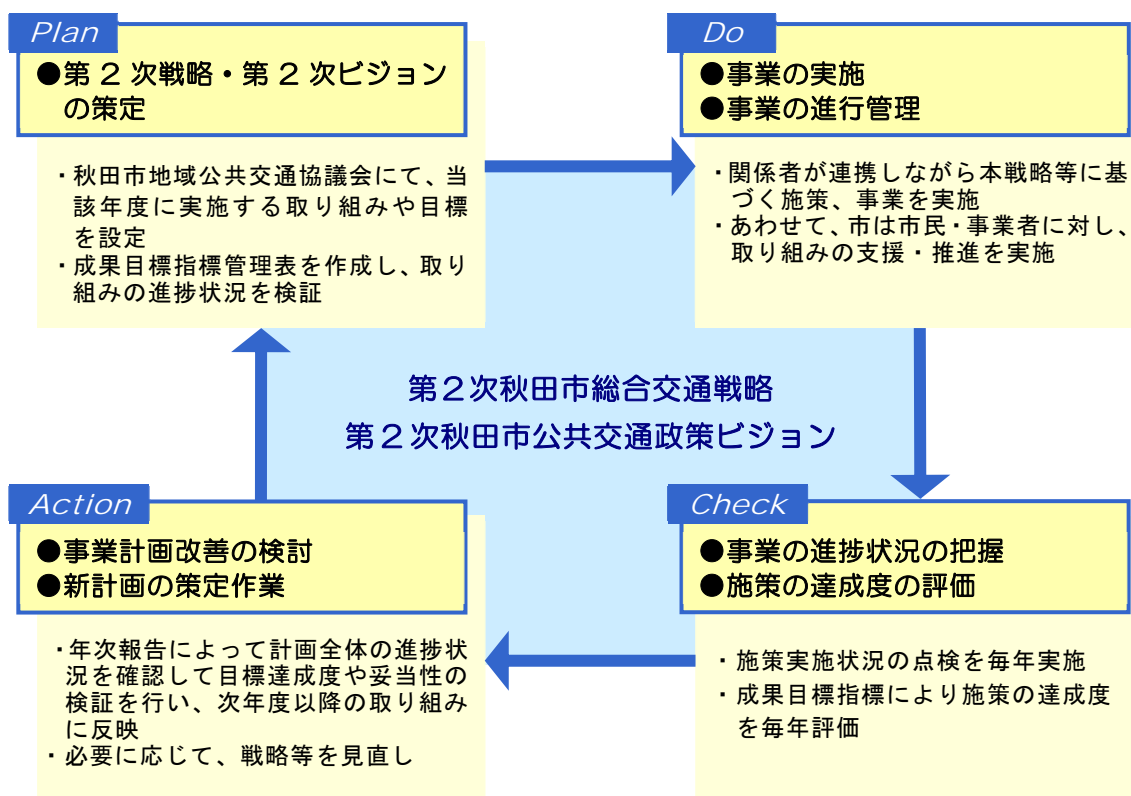 Plan
●第2次戦略・第2次ビジョン
の策定
・秋田市地域公共交通協議会にて、当
該年度に実施する取り組みや目標
を設定
・成果目標指標管理表を作成し、取り
組みの進捗状況を検証
Do
●事業の実施
●事業の進行管理
・関係者が連携しながら本戦略等に基
づく施策、事業を実施
・あわせて、市は市民・事業者に対し、
取り組みの支援・推進を実施
第2次秋田市総合交通戦略
第2次秋田市公共交通政策ビジョン
Action
●事業計画改善の検討
●新計画の策定作業
・年次報告によって計画全体の進捗状
況を確認して目標達成度や妥当性の
検証を行い、次年度以降の取り組み
に反映
・必要に応じて、戦略等を見直し
Check
●事業の進捗状況の把握
●施策の達成度の評価
・施策実施状況の点検を毎年実施
・成果目標指標により施策の達成度
を毎年評価